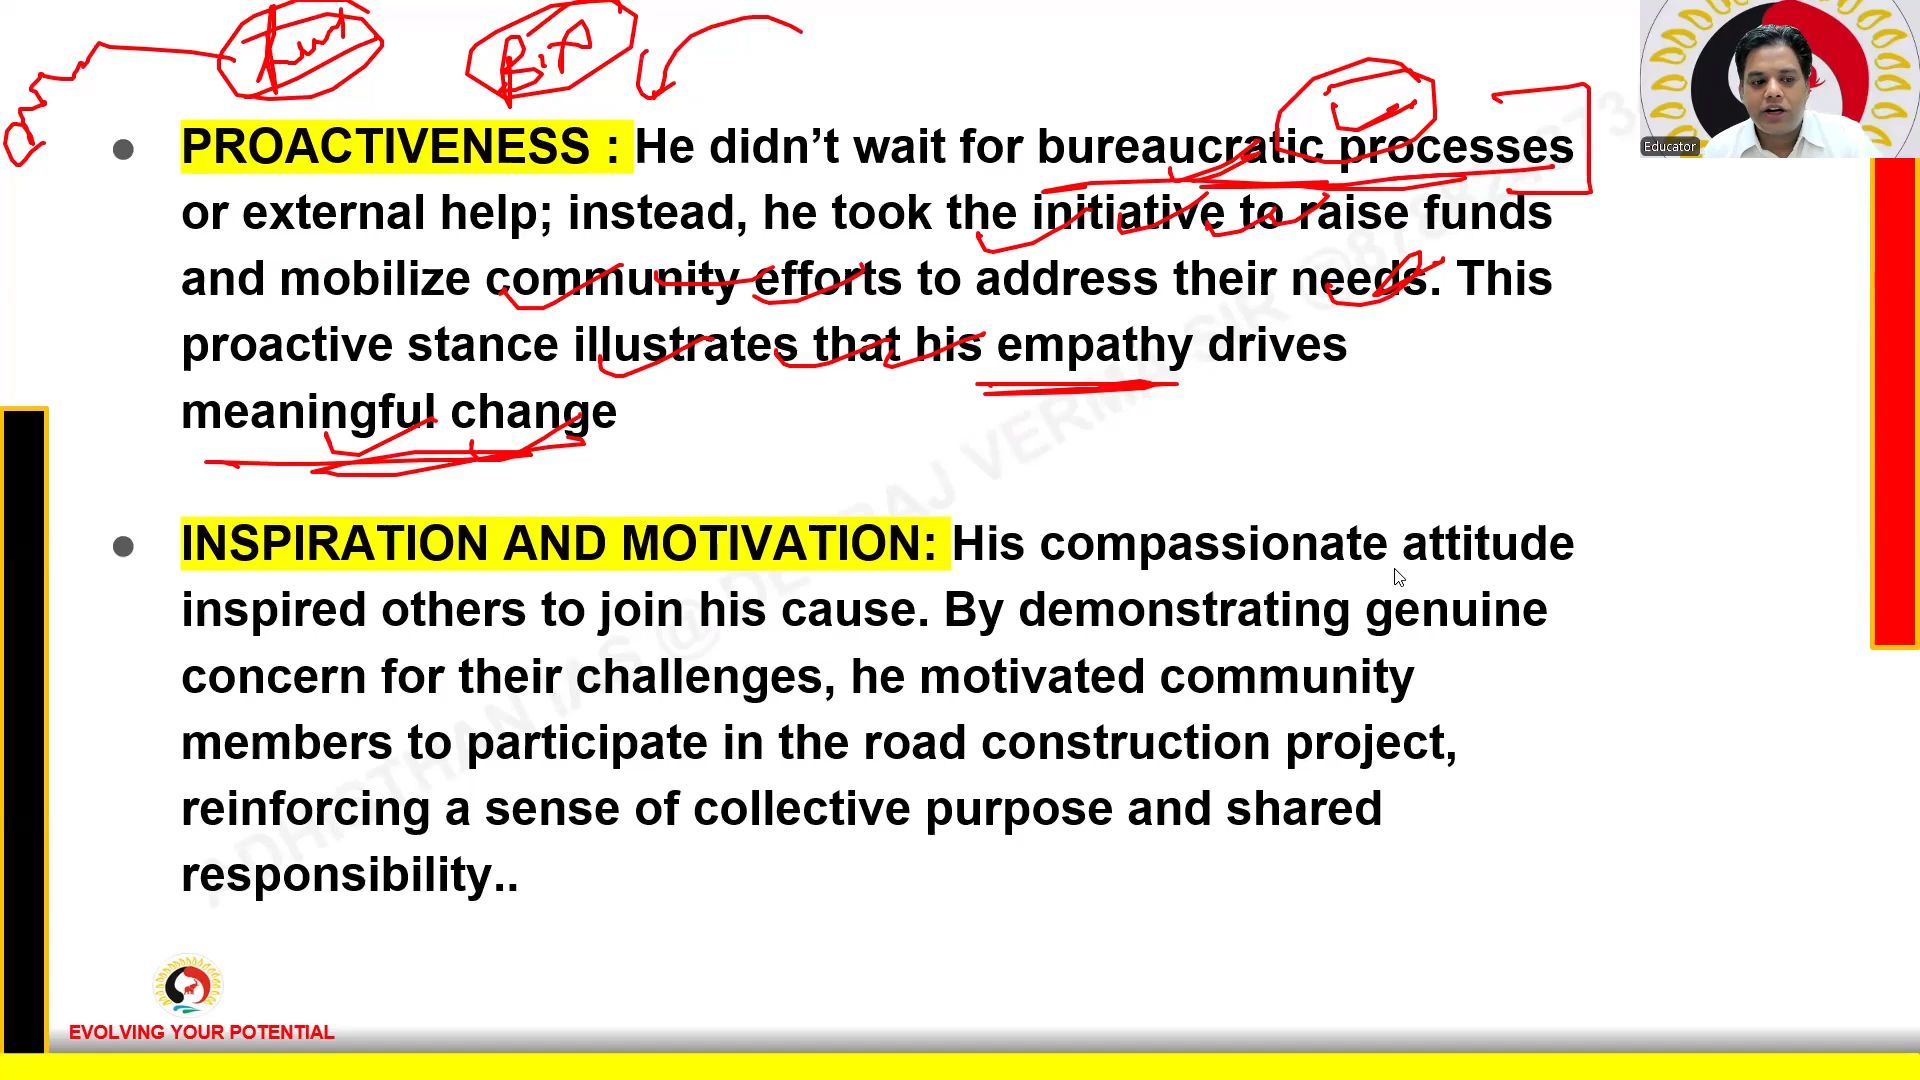 Educator
PROACTIVENESS : He didn’t wait for bureaucratic processes
or external help; instead, he took the initiative to raise funds
and mobilize community efforts to address their needs. This
proactive stance illustrates that his empathy drives
meaningful change
INSPIRATION AND MOTIVATION: His compassionate attitude
inspired others to join his cause. By demonstrating genuine
concern for their challenges, he motivated community
members to participate in the road construction project,
reinforcing a sense of collective purpose and shared
responsibility..
EVOLVING YOUR POTENTIAL